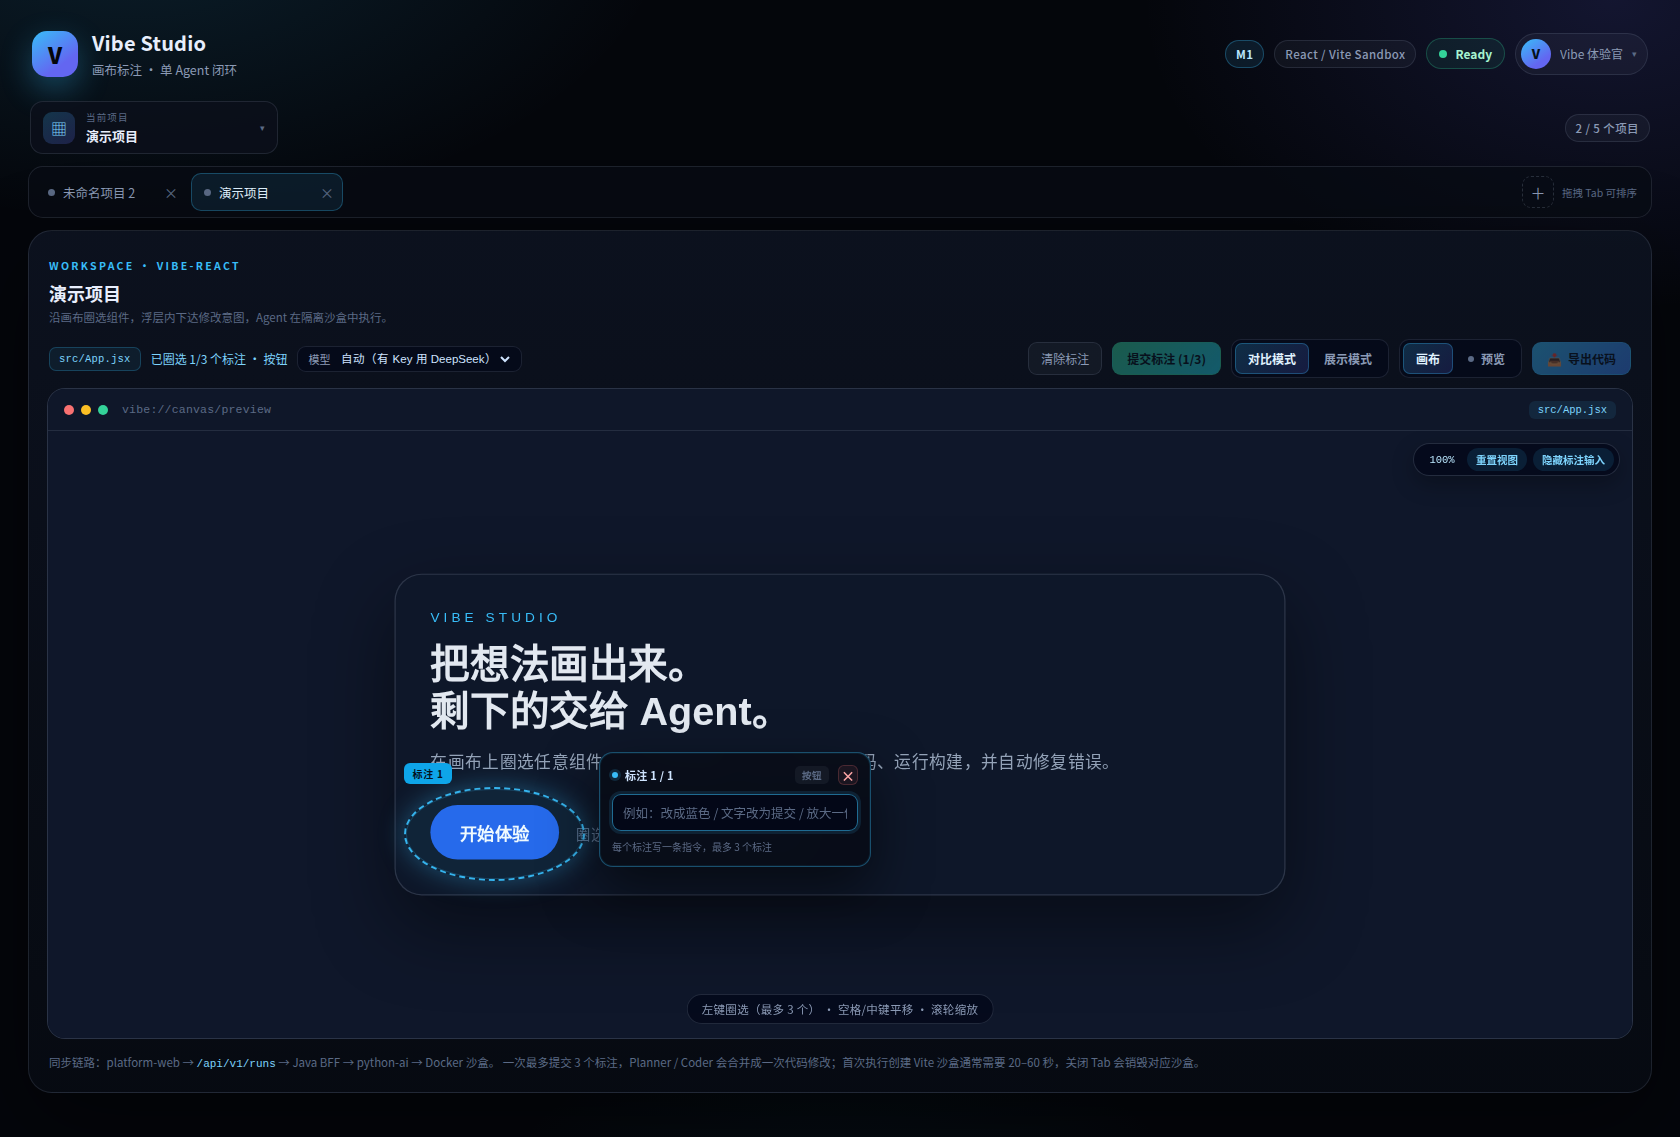 V
Vibe Studio
画布标注 · 单 Agent 闭环
M1
React / Vite Sandbox
Ready
V
Vibe 体验官
当前项目
演示项目
2 / 5 个项目
未命名项目 2
演示项目
拖拽 Tab 可排序
WORKSPACE · VIBE-REACT
演示项目
沿画布圈选组件，浮层内下达修改意图，Agent 在隔离沙盒中执行。
src/App.jsx
已圈选 1/3 个标注 · 按钮
模型
自动（有 Key 用 DeepSeek）
清除标注
提交标注 (1/3)
对比模式
展示模式
画布
预览
导出代码
vibe://canvas/preview
src/App.jsx
100%
重置视图
隐藏标注输入
VIBE STUDIO
把想法画出来。
剩下的交给 Agent。
在画布上圈选任意组件
、运行构建，并自动修复错误。
标注 1
标注 1 / 1
按钮
例如：改成蓝色 / 文字改为提交 / 放大一
每个标注写一条指令，最多 3 个标注
开始体验
圈选
左键圈选（最多 3 个） · 空格/中键平移 · 滚轮缩放
同步链路：platform-web → /api/v1/runs → Java BFF → python-ai → Docker 沙盒。 一次最多提交 3 个标注，Planner / Coder 会合并成一次代码修改；首次执行创建 Vite 沙盒通常需要 20–60 秒，关闭 Tab 会销毁对应沙盒。